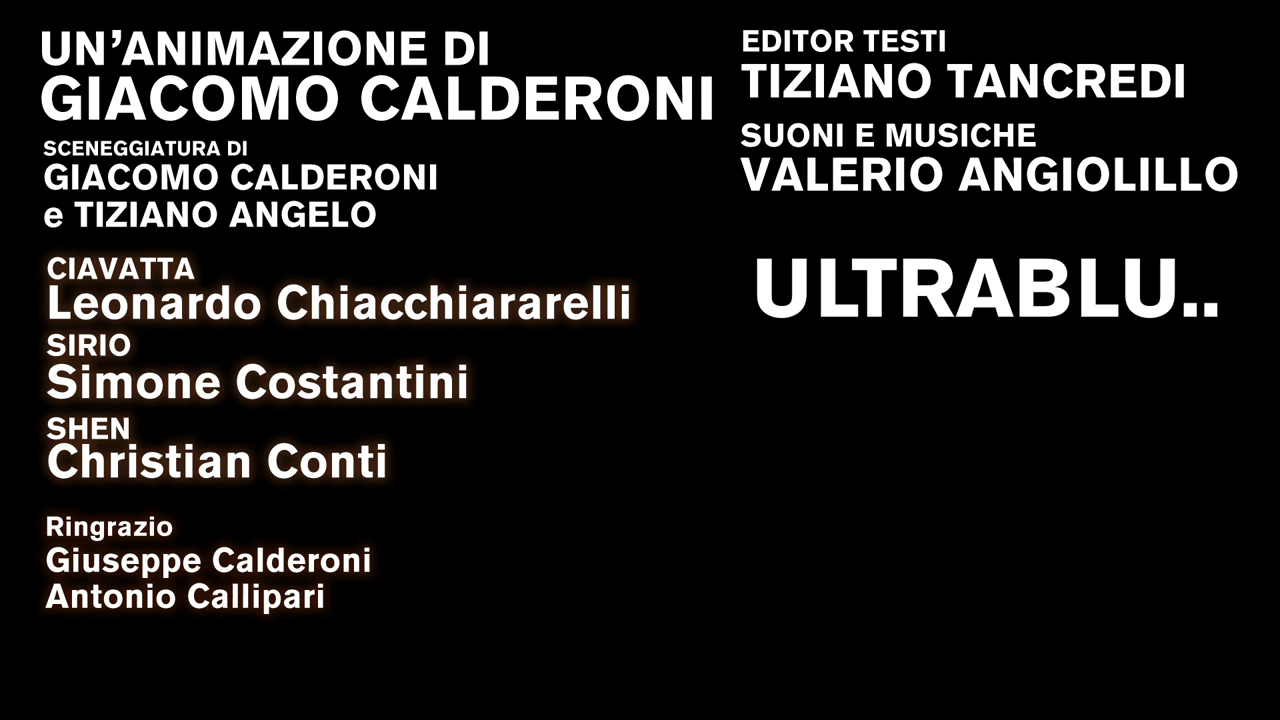 UN’ANIMAZIONE DI
GIACOMO CALDERONI
SCENEGGIATURA DI
GIACOMO CALDERONI
e TIZIANO ANGELO
CIAVATTA
Leonardo Chiacchiararelli
SIRIO
Simone Costantini
SHEN
Christian Conti
Ringrazio
Giuseppe Calderoni
Antonio Callipari
EDITOR TESTI
TIZIANO TANCREDI
SUONI E MUSICHE
VALERIO ANGIOLILLO
ULTRABLU..